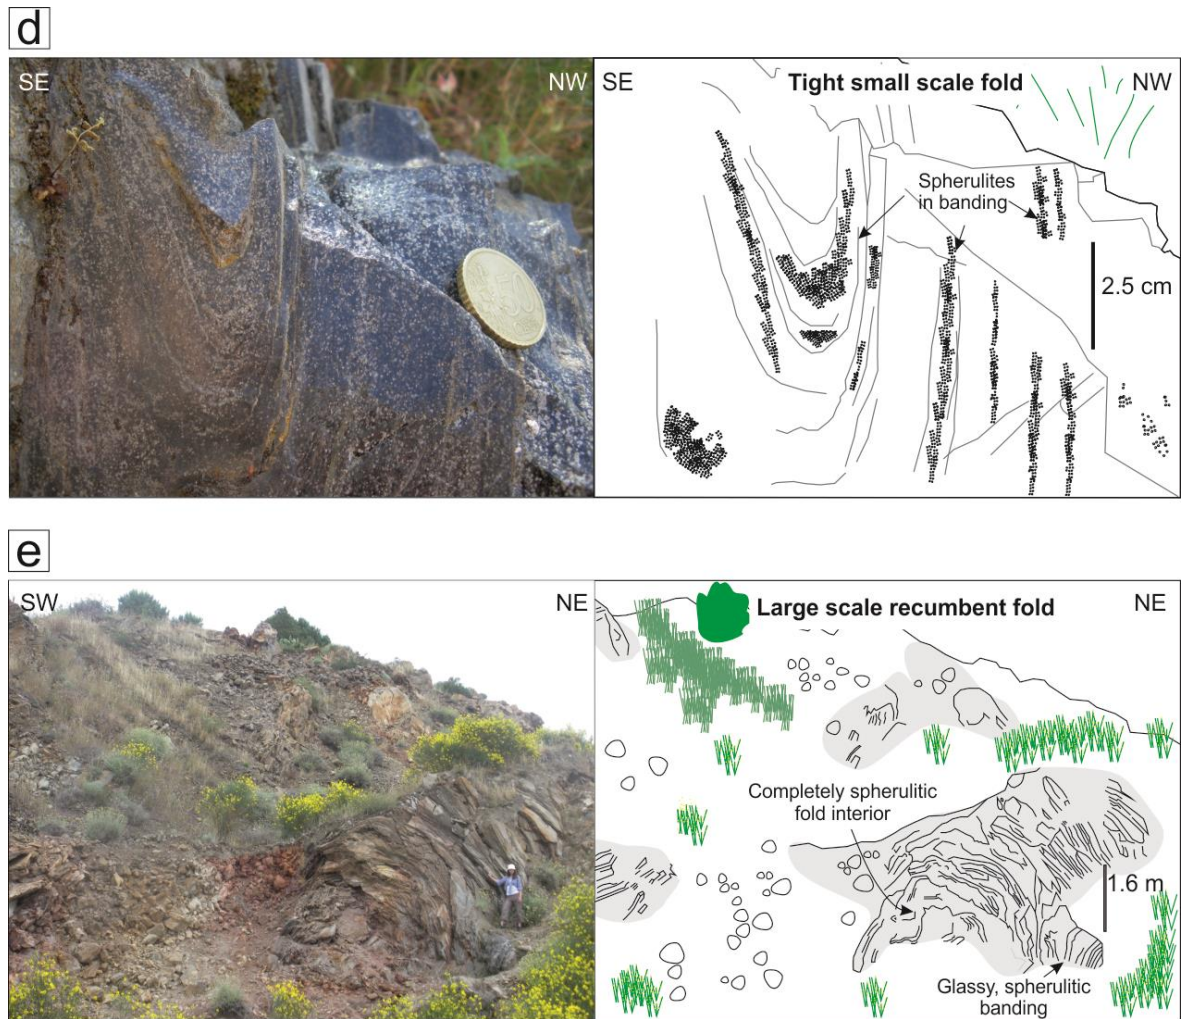 d
SE
NW
SE
Tight small scale fold
NW
Spherulites
in banding
2.5 cm
e
SW
NE
Large scale recumbent fold
NE
Completely spherulitic
fold interior
1.6 m
Glassy, spherulitic
banding